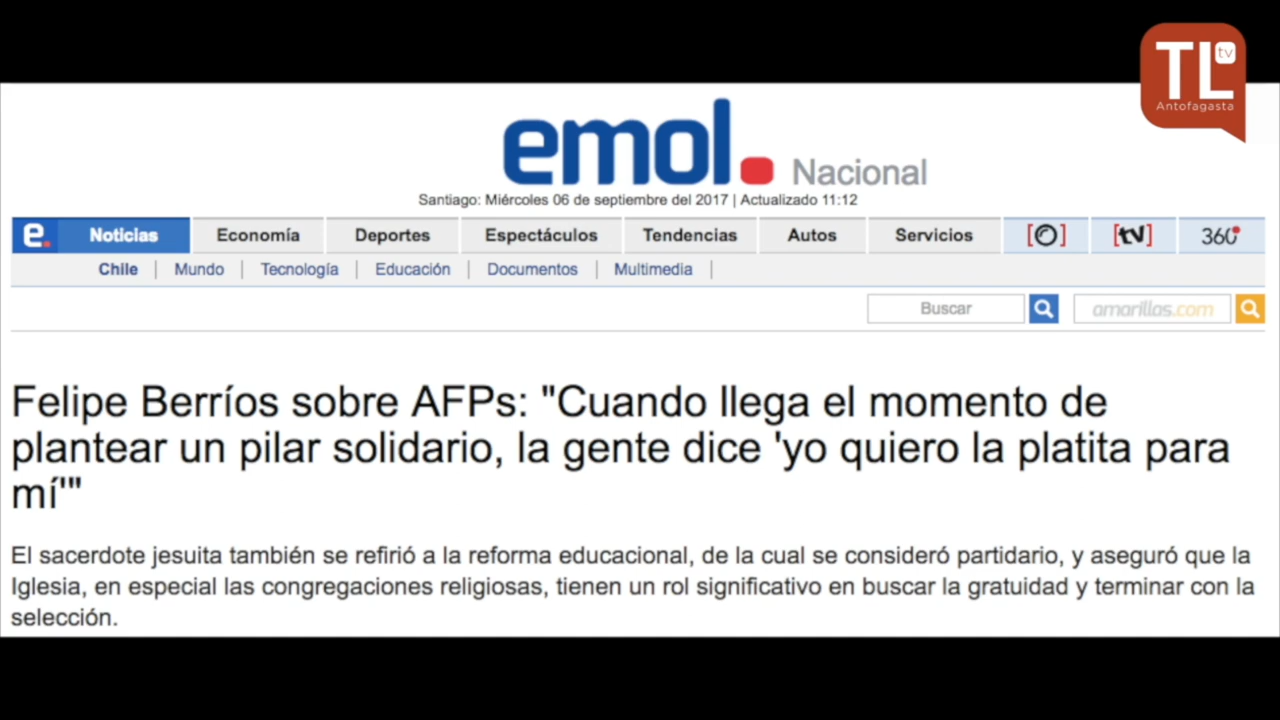 TL tv
Antofagasta
emol. Nacional
Santiago: Miércoles 06 de septiembre del 2017 | Actualizado 11:12
e. Noticias Economía Deportes Espectáculos Tendencias Autos Servicios [O] [tv] 360°
Chile | Mundo | Tecnología | Educación | Documentos | Multimedia |
Buscar amarillas.com
Felipe Berríos sobre AFPs: "Cuando llega el momento de
plantear un pilar solidario, la gente dice 'yo quiero la platita para
mí'"
El sacerdote jesuita también se refirió a la reforma educacional, de la cual se consideró partidario, y aseguró que la
Iglesia, en especial las congregaciones religiosas, tienen un rol significativo en buscar la gratuidad y terminar con la
selección.